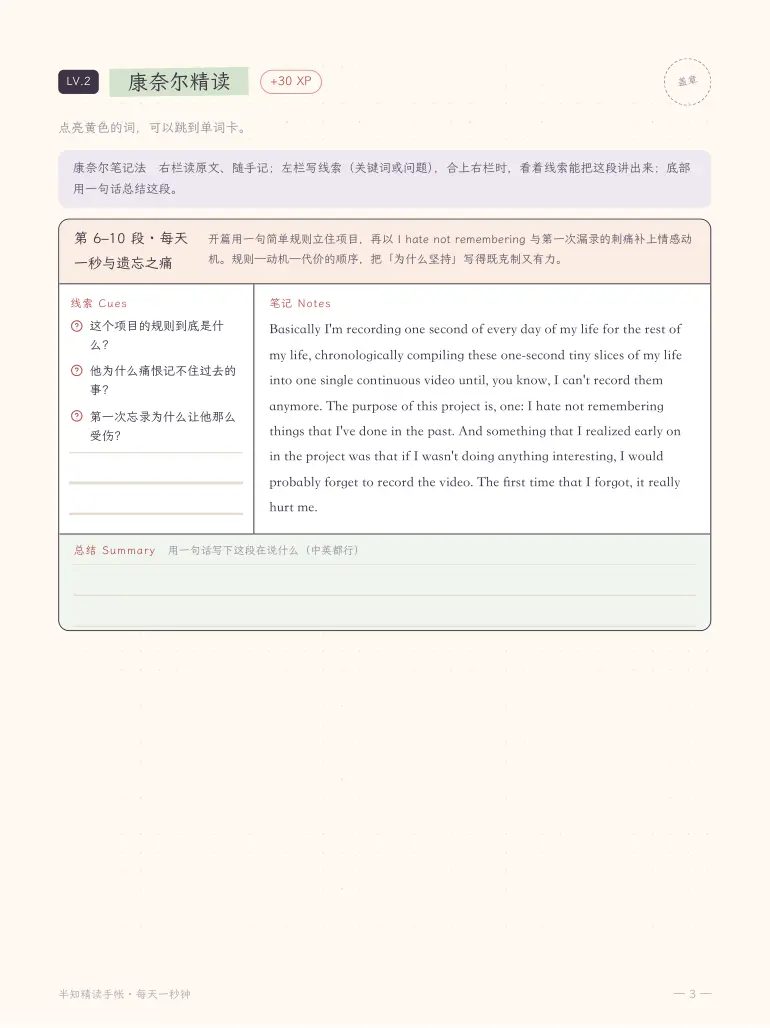 LV.2 康奈尔精读 +30 XP 盖章
点亮黄色的词，可以跳到单词卡。
康奈尔笔记法 右栏读原文、随手记；左栏写线索（关键词或问题），合上右栏时，看着线索能把这段讲出来；底部
用一句话总结这段。
第 6–10 段·每天
一秒与遗忘之痛
开篇用一句简单规则立住项目，再以 I hate not remembering 与第一次漏录的刺痛补上情感动
机。规则—动机—代价的顺序，把「为什么坚持」写得既克制又有力。
线索 Cues
这个项目的规则到底是什
么？
他为什么痛恨记不住过去的
事？
第一次忘录为什么让他那么
受伤？
笔记 Notes
Basically I'm recording one second of every day of my life for the rest of
my life, chronologically compiling these one-second tiny slices of my life
into one single continuous video until, you know, I can't record them
anymore. The purpose of this project is, one: I hate not remembering
things that I've done in the past. And something that I realized early on
in the project was that if I wasn't doing anything interesting, I would
probably forget to record the video. The first time that I forgot, it really
hurt me.
总结 Summary 用一句话写下这段在说什么（中英都行）
半知精读手帐·每天一秒钟
— 3 —